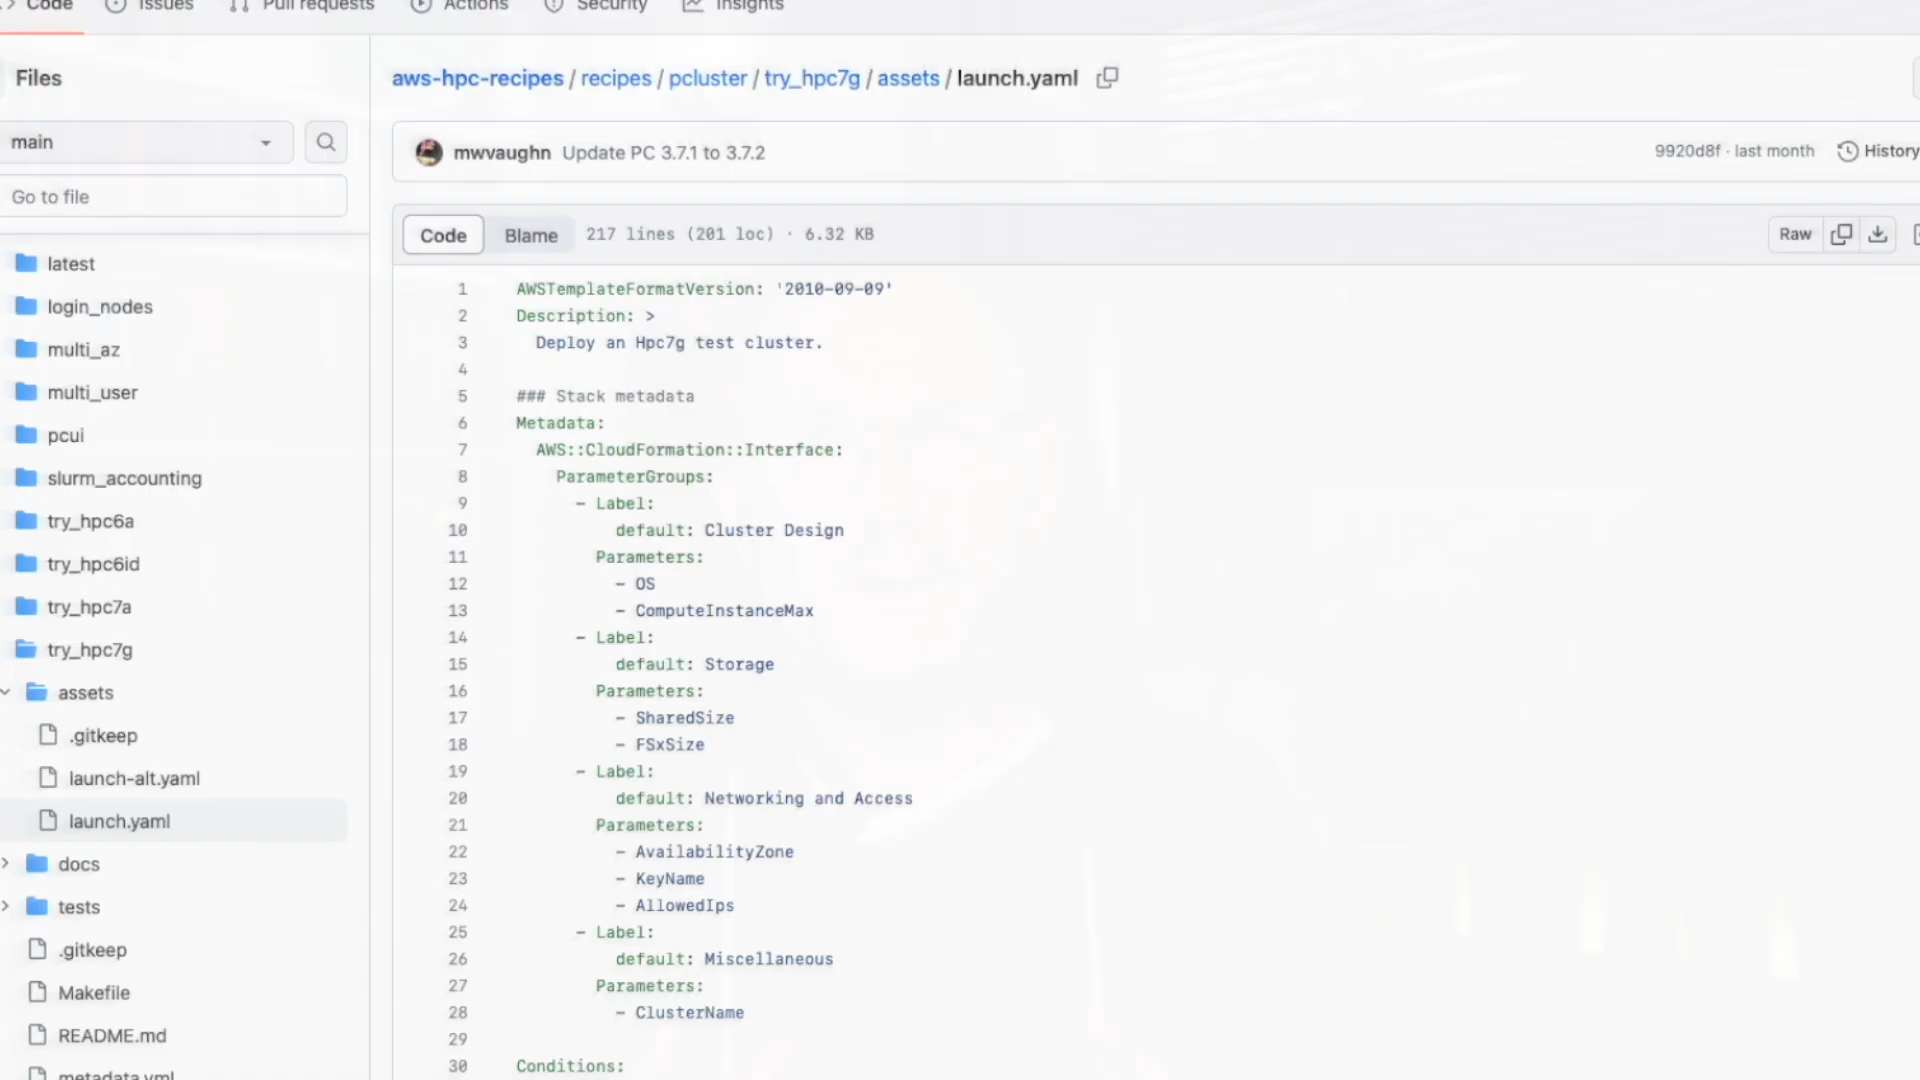 Code Issues Pull requests Actions Security Insights
Files
aws-hpc-recipes / recipes / pcluster / try_hpc7g / assets / launch.yaml
main
mwvaughn Update PC 3.7.1 to 3.7.2
9920d8f · last month
History
Go to file
Code Blame 217 lines (201 loc) · 6.32 KB
Raw
latest
login_nodes
multi_az
multi_user
pcui
slurm_accounting
try_hpc6a
try_hpc6id
try_hpc7a
try_hpc7g
assets
.gitkeep
launch-alt.yaml
launch.yaml
docs
tests
.gitkeep
Makefile
README.md
metadata.yml
1 AWSTemplateFormatVersion: '2010-09-09'
2 Description: >
3 Deploy an Hpc7g test cluster.
4
5 ### Stack metadata
6 Metadata:
7 AWS::CloudFormation::Interface:
8 ParameterGroups:
9 - Label:
10 default: Cluster Design
11 Parameters:
12 - OS
13 - ComputeInstanceMax
14 - Label:
15 default: Storage
16 Parameters:
17 - SharedSize
18 - FSxSize
19 - Label:
20 default: Networking and Access
21 Parameters:
22 - AvailabilityZone
23 - KeyName
24 - AllowedIps
25 - Label:
26 default: Miscellaneous
27 Parameters:
28 - ClusterName
29
30 Conditions: